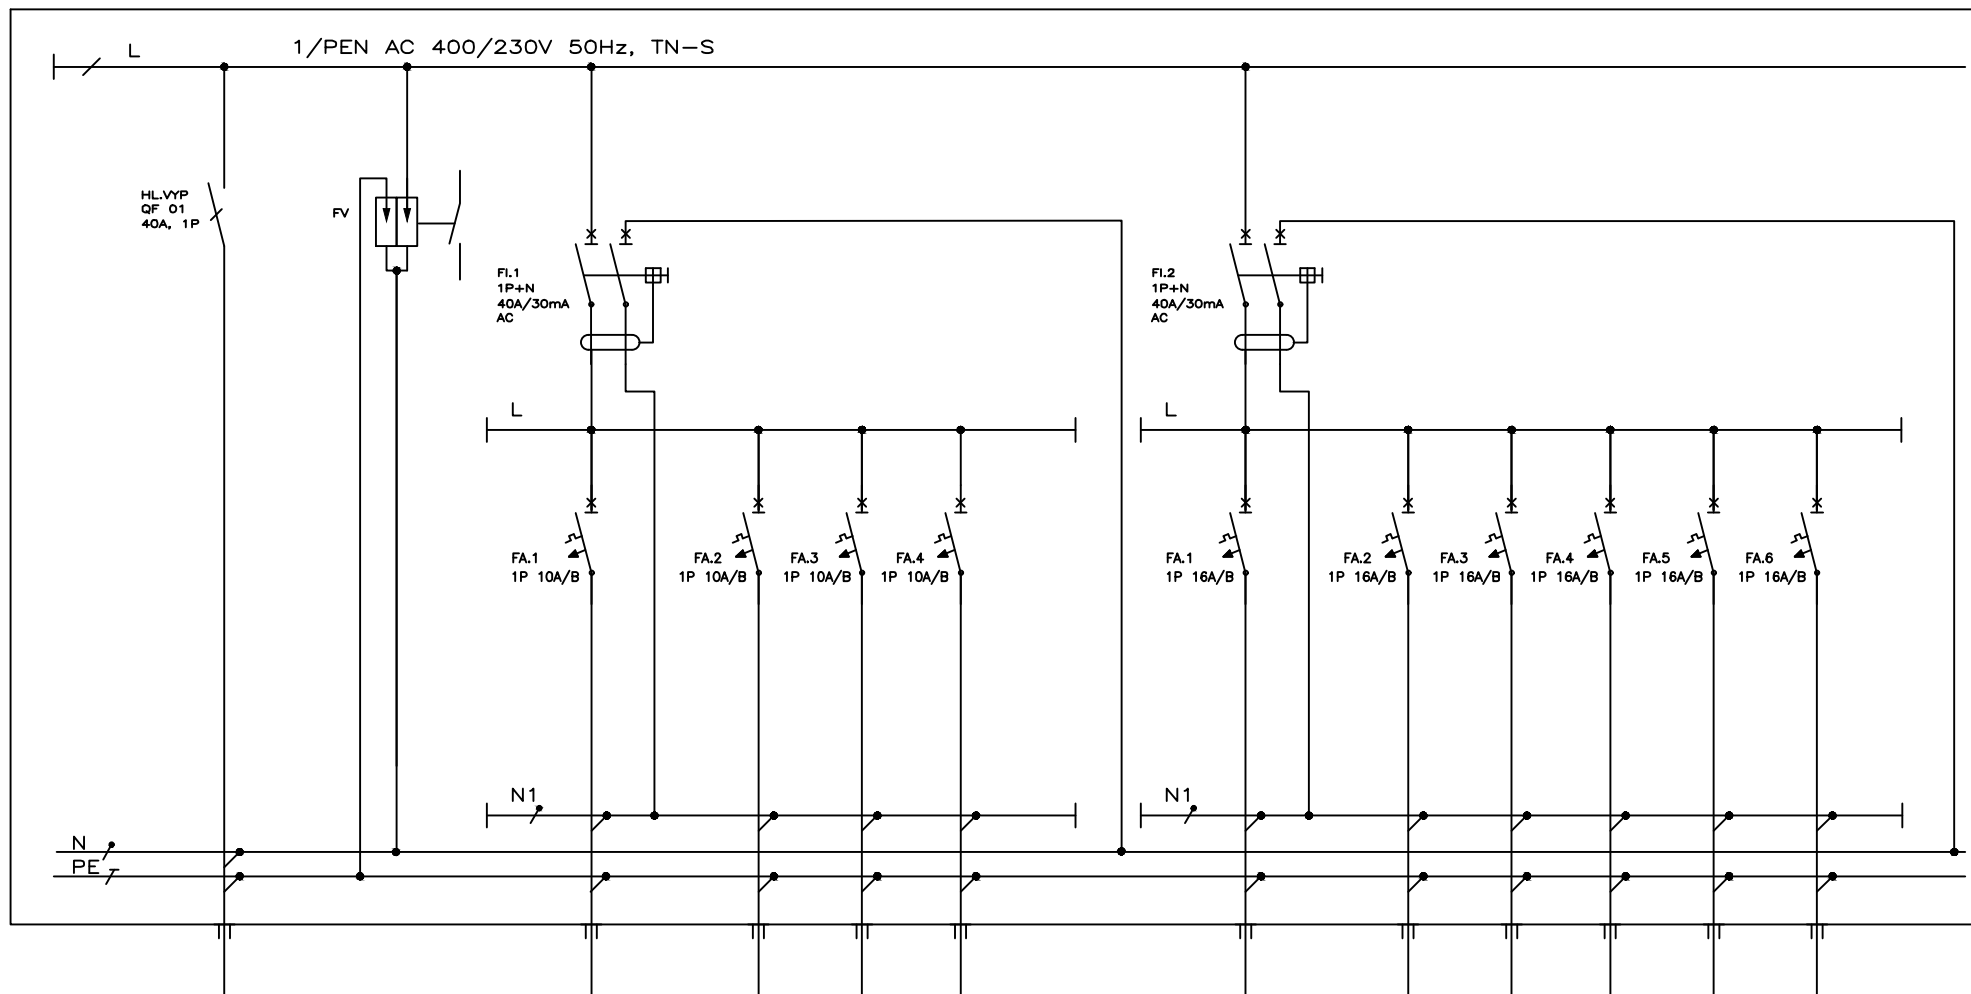 L
1/PEN AC 400/230V 50Hz, TN-S
HL.VYP
QF 01
40A, 1P
FV
FI.1
1P+N
40A/30mA
AC
FI.2
1P+N
40A/30mA
AC
L
L
FA.1
1P 10A/B
FA.2
1P 10A/B
FA.3
1P 10A/B
FA.4
1P 10A/B
FA.1
1P 16A/B
FA.2
1P 16A/B
FA.3
1P 16A/B
FA.4
1P 16A/B
FA.5
1P 16A/B
FA.6
1P 16A/B
N1
N1
N
PE